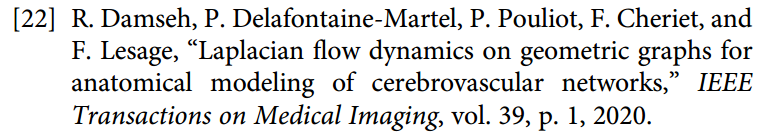 [22] R. Damseh, P. Delafontaine-Martel, P. Pouliot, F. Cheriet, and
F. Lesage, “Laplacian flow dynamics on geometric graphs for
anatomical modeling of cerebrovascular networks,” IEEE
Transactions on Medical Imaging, vol. 39, p. 1, 2020.